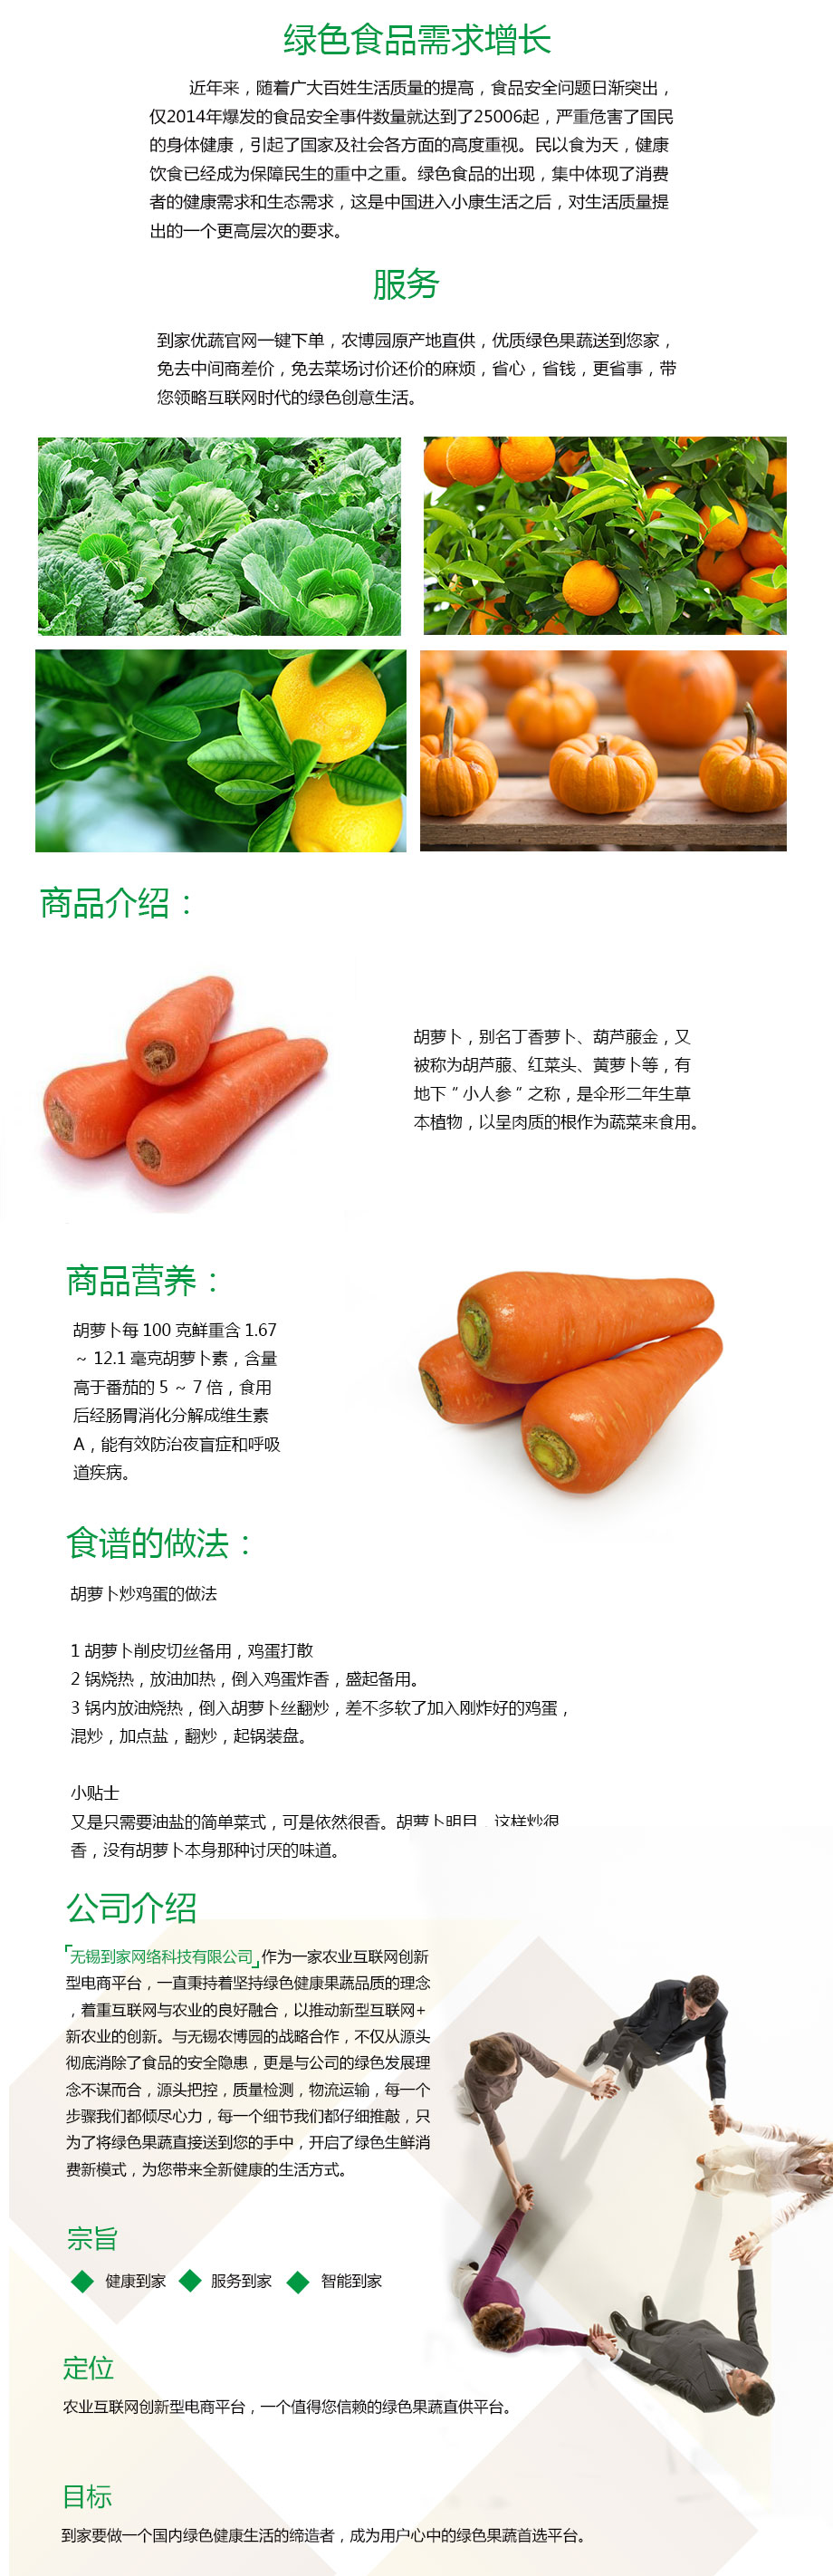 绿色食品需求增长
近年来，随着广大百姓生活质量的提高，食品安全问题日渐突出，
仅2014年爆发的食品安全事件数量就达到了25006起，严重危害了国民
的身体健康，引起了国家及社会各方面的高度重视。民以食为天，健康
饮食已经成为保障民生的重中之重。绿色食品的出现，集中体现了消费
者的健康需求和生态需求，这是中国进入小康生活之后，对生活质量提
出的一个更高层次的要求。
服务
到家优蔬官网一键下单，农博园原产地直供，优质绿色果蔬送到您家，
免去中间商差价，免去菜场讨价还价的麻烦，省心，省钱，更省事，带
您领略互联网时代的绿色创意生活。
商品介绍：
胡萝卜，别名丁香萝卜、葫芦菔金，又
被称为胡芦菔、红菜头、黄萝卜等，有
地下“小人参”之称，是伞形二年生草
本植物，以呈肉质的根作为蔬菜来食用。
商品营养：
胡萝卜每 100 克鲜重含 1.67
～ 12.1 毫克胡萝卜素，含量
高于番茄的 5 ～ 7 倍，食用
后经肠胃消化分解成维生素
A，能有效防治夜盲症和呼吸
道疾病。
食谱的做法：
胡萝卜炒鸡蛋的做法
1 胡萝卜削皮切丝备用，鸡蛋打散
2 锅烧热，放油加热，倒入鸡蛋炸香，盛起备用。
3 锅内放油烧热，倒入胡萝卜丝翻炒，差不多软了加入刚炸好的鸡蛋，
混炒，加点盐，翻炒，起锅装盘。
小贴士
又是只需要油盐的简单菜式，可是依然很香。胡萝卜明目，这样炒很
香，没有胡萝卜本身那种讨厌的味道。
公司介绍
「无锡到家网络科技有限公司」作为一家农业互联网创新
型电商平台，一直秉持着坚持绿色健康果蔬品质的理念
，着重互联网与农业的良好融合，以推动新型互联网+
新农业的创新。与无锡农博园的战略合作，不仅从源头
彻底消除了食品的安全隐患，更是与公司的绿色发展理
念不谋而合，源头把控，质量检测，物流运输，每一个
步骤我们都倾尽心力，每一个细节我们都仔细推敲，只
为了将绿色果蔬直接送到您的手中，开启了绿色生鲜消
费新模式，为您带来全新健康的生活方式。
宗旨
健康到家 服务到家 智能到家
定位
农业互联网创新型电商平台，一个值得您信赖的绿色果蔬直供平台。
目标
到家要做一个国内绿色健康生活的缔造者，成为用户心中的绿色果蔬首选平台。